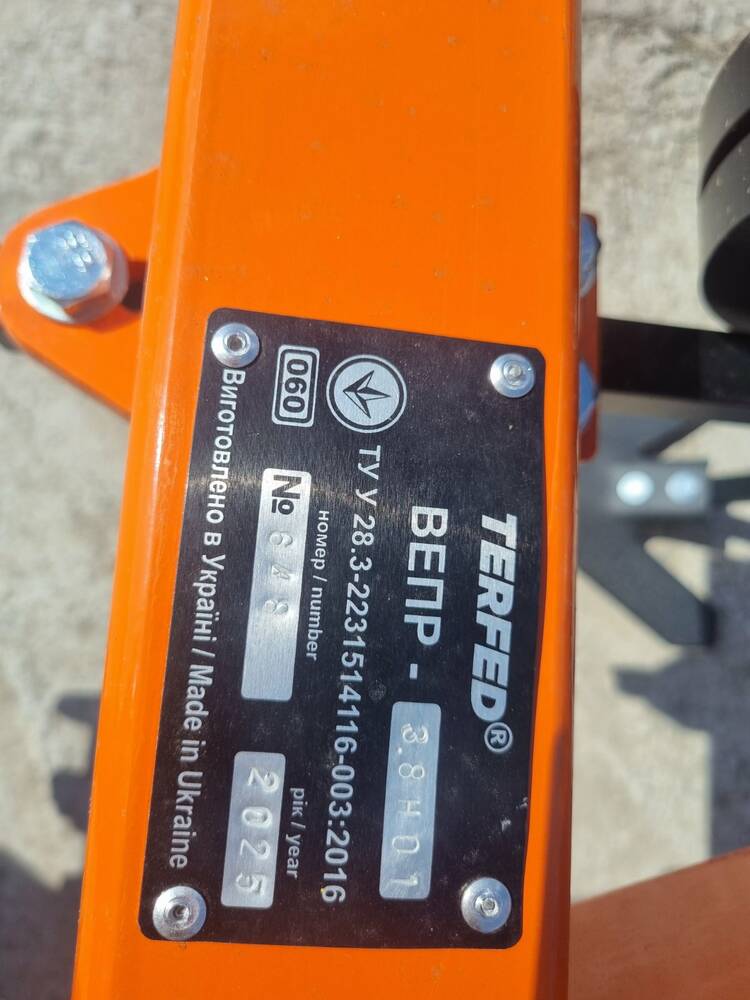 TERFED®
ВЕПР - 3.8Н01
ТУ У 28.3-2231514116-003:2016
номер / number
рік / year
060
№ 648
2025
Виготовлено в Україні / Made in Ukraine